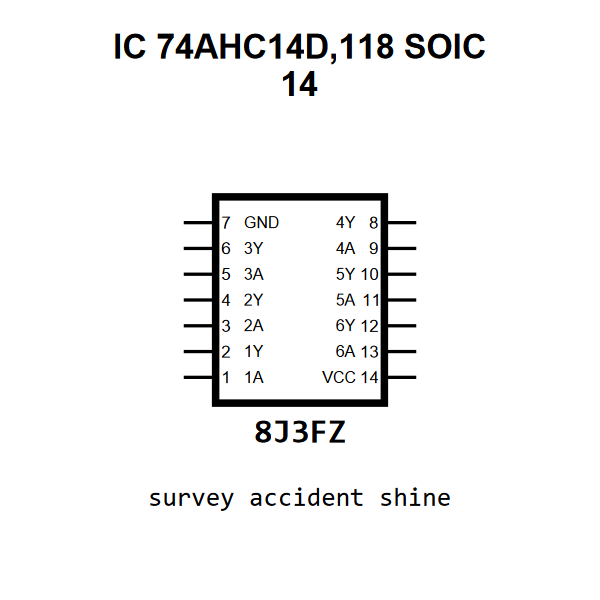 IC 74AHC14D,118 SOIC
14
7 GND 4Y 8
6 3Y 4A 9
5 3A 5Y 10
4 2Y 5A 11
3 2A 6Y 12
2 1Y 6A 13
1 1A VCC 14
8J3FZ
survey accident shine